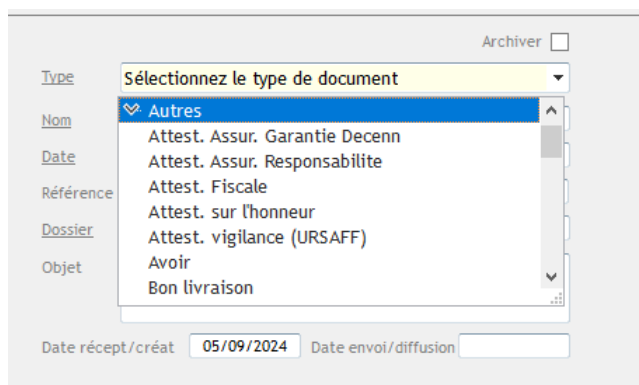 Archiver
Type Sélectionnez le type de document
Autres
Nom
Attest. Assur. Garantie Decenn
Date Attest. Assur. Responsabilite
Référence Attest. Fiscale
Attest. sur l'honneur
Dossier Attest. vigilance (URSAFF)
Objet Avoir
Bon livraison
Date récept/créat 05/09/2024 Date envoi/diffusion